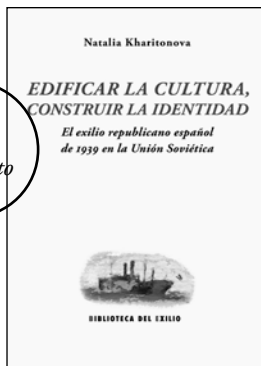 Natalia Kharitonova
EDIFICAR LA CULTURA,
CONSTRUIR LA IDENTIDAD
El exilio republicano español
de 1939 en la Unión Soviética
BIBLIOTECA DEL EXILIO